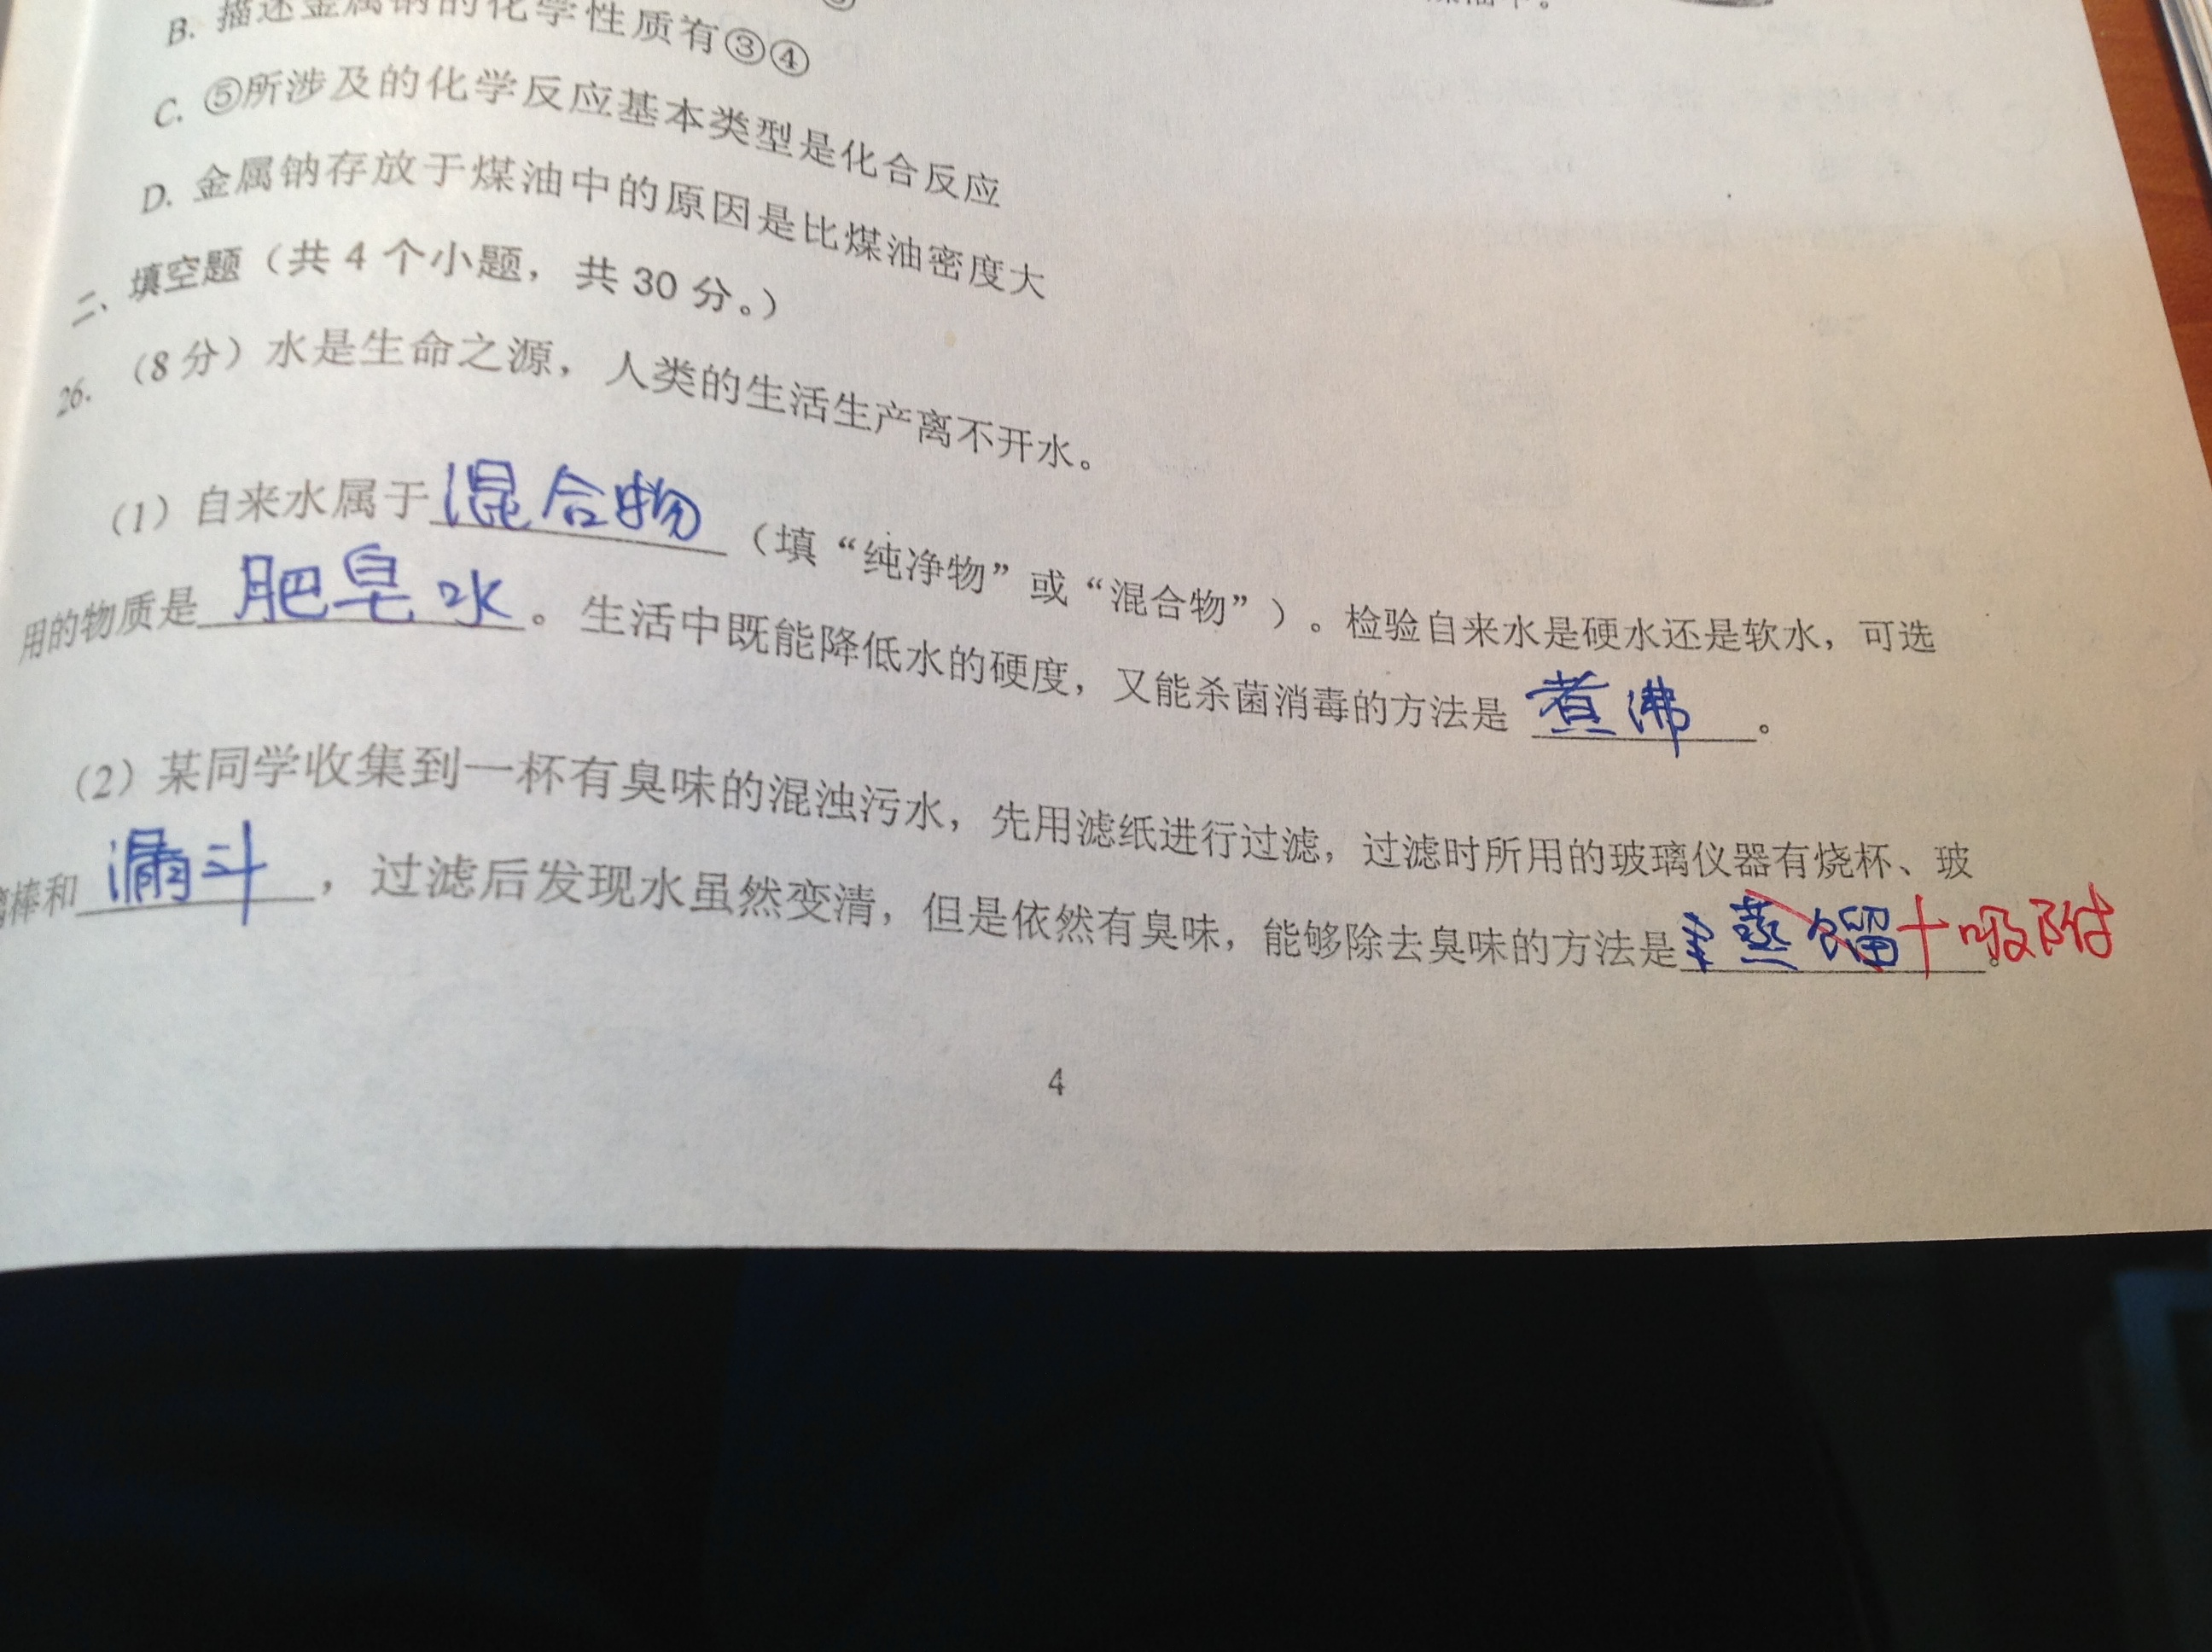 B. 描述金属钠的化学性质有③④
C. ⑤所涉及的化学反应基本类型是化合反应
D. 金属钠存放于煤油中的原因是比煤油密度大
二、填空题（共 4 个小题，共 30 分。）
26. （8 分）水是生命之源，人类的生活生产离不开水。
（1）自来水属于混合物（填“纯净物”或“混合物”）。检验自来水是硬水还是软水，可选
用的物质是肥皂水。生活中既能降低水的硬度，又能杀菌消毒的方法是煮沸。
（2）某同学收集到一杯有臭味的混浊污水，先用滤纸进行过滤，过滤时所用的玻璃仪器有烧杯、玻
璃棒和漏斗，过滤后发现水虽然变清，但是依然有臭味，能够除去臭味的方法是蒸馏十吸附。
4